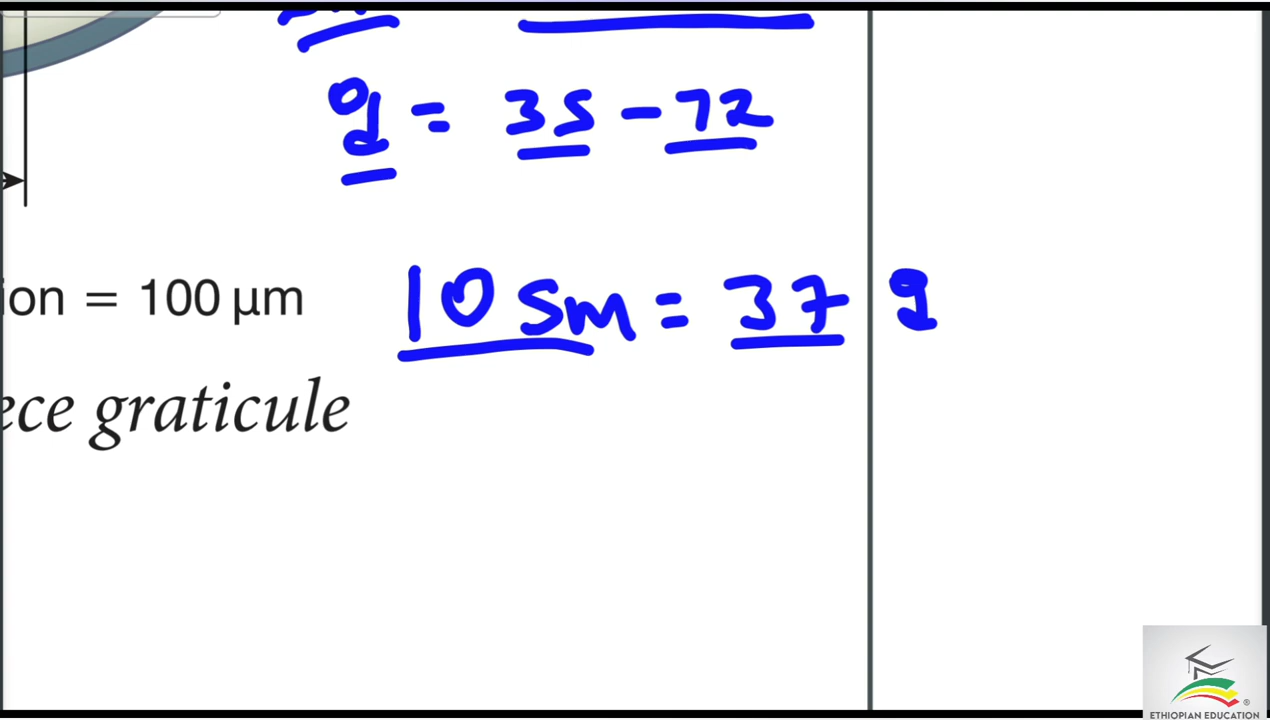 g = 35 - 72
ion = 100 µm
10 Sm = 37 g
ece graticule
®
ETHIOPIAN EDUCATION